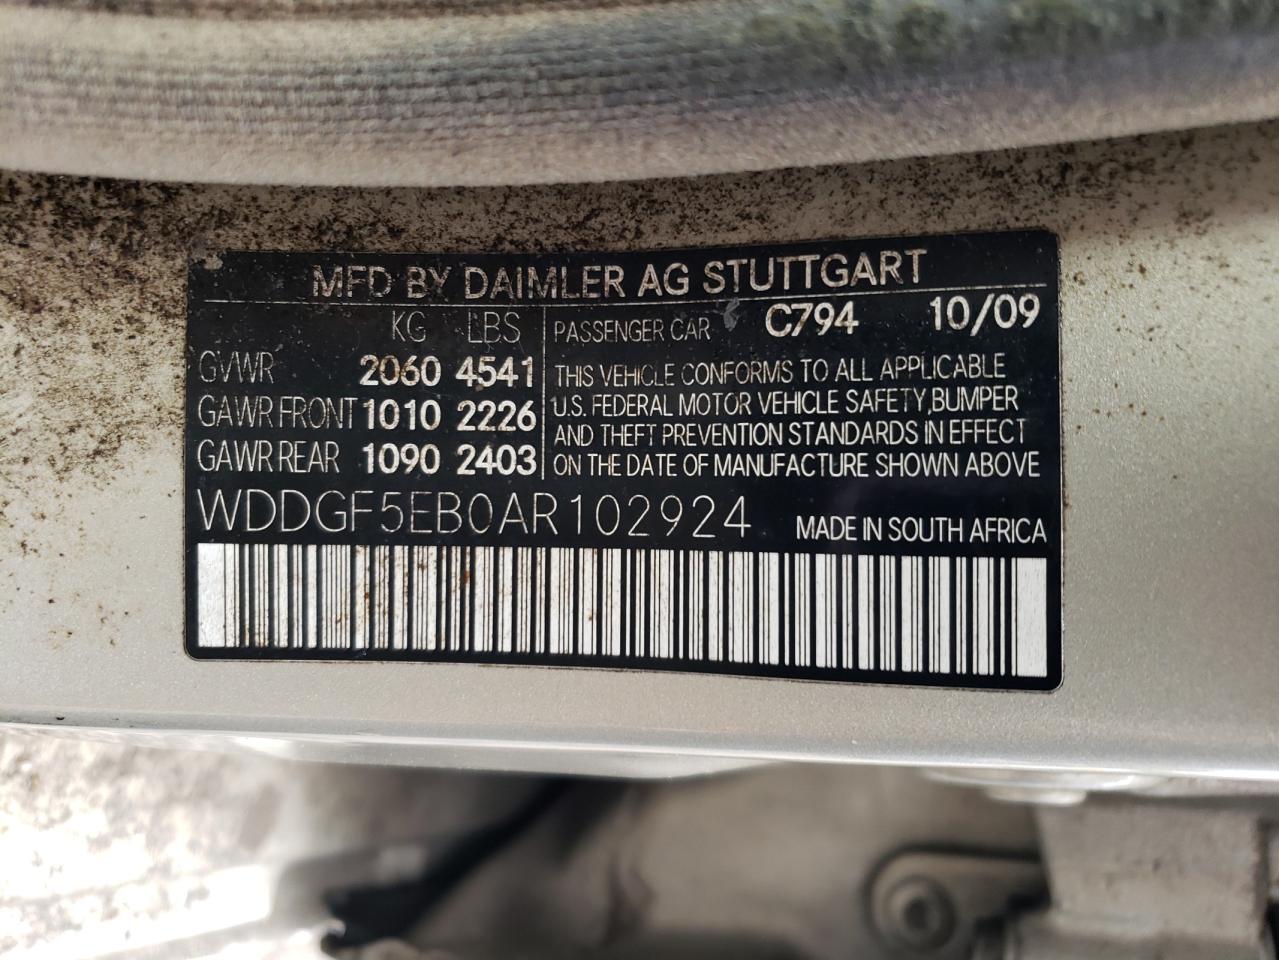 MFD BY DAIMLER AG STUTTGART
KG LBS
GVWR 2060 4541
GAWR FRONT 1010 2226
GAWR REAR 1090 2403
PASSENGER CAR C794 10/09
THIS VEHICLE CONFORMS TO ALL APPLICABLE
U.S. FEDERAL MOTOR VEHICLE SAFETY, BUMPER
AND THEFT PREVENTION STANDARDS IN EFFECT
ON THE DATE OF MANUFACTURE SHOWN ABOVE
WDDGF5EB0AR102924 MADE IN SOUTH AFRICA